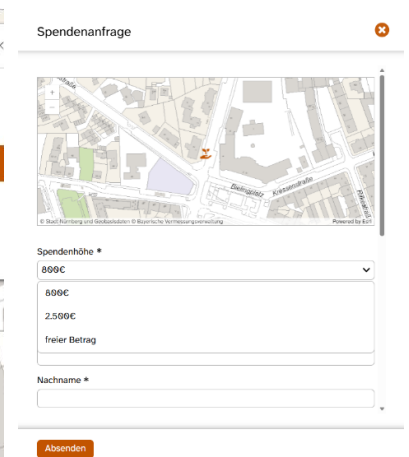 Spendenanfrage
+
−
Bielingplatz
Kressenstraße
© Stadt Nürnberg und Geobasisdaten © Bayerische Vermessungsverwaltung
Powered by Esri
Spendenhöhe *
800€
800€
2.500€
freier Betrag
Nachname *
Absenden